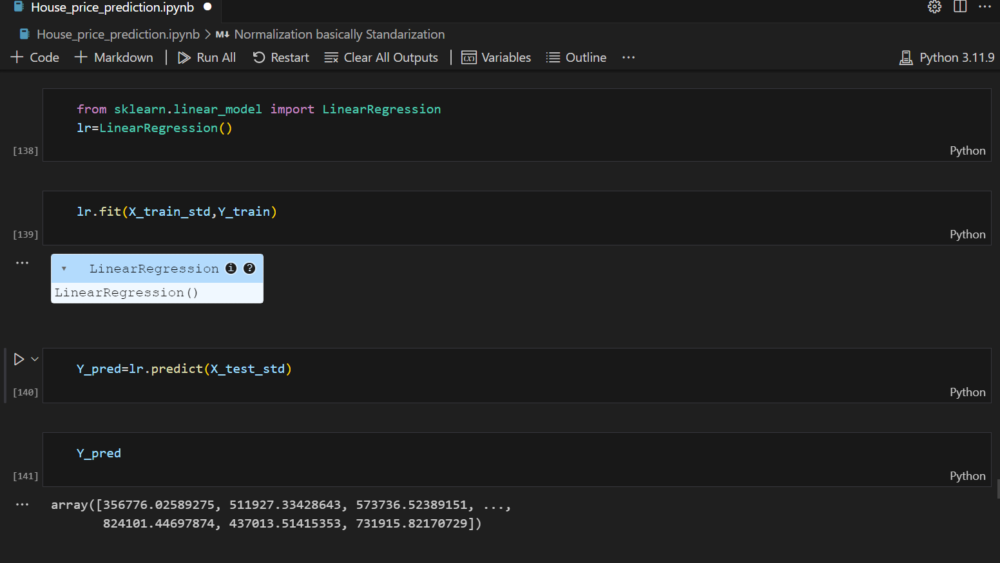 House_price_prediction.ipynb
House_price_prediction.ipynb > M↓ Normalization basically Standarization
+ Code + Markdown | Run All Restart Clear All Outputs | Variables Outline ... Python 3.11.9
from sklearn.linear_model import LinearRegression
lr=LinearRegression()
[138] Python
lr.fit(X_train_std,Y_train)
[139] Python
... LinearRegression i ?
LinearRegression()
Y_pred=lr.predict(X_test_std)
[140] Python
Y_pred
[141] Python
... array([356776.02589275, 511927.33428643, 573736.52389151, ...,
824101.44697874, 437013.51415353, 731915.82170729])